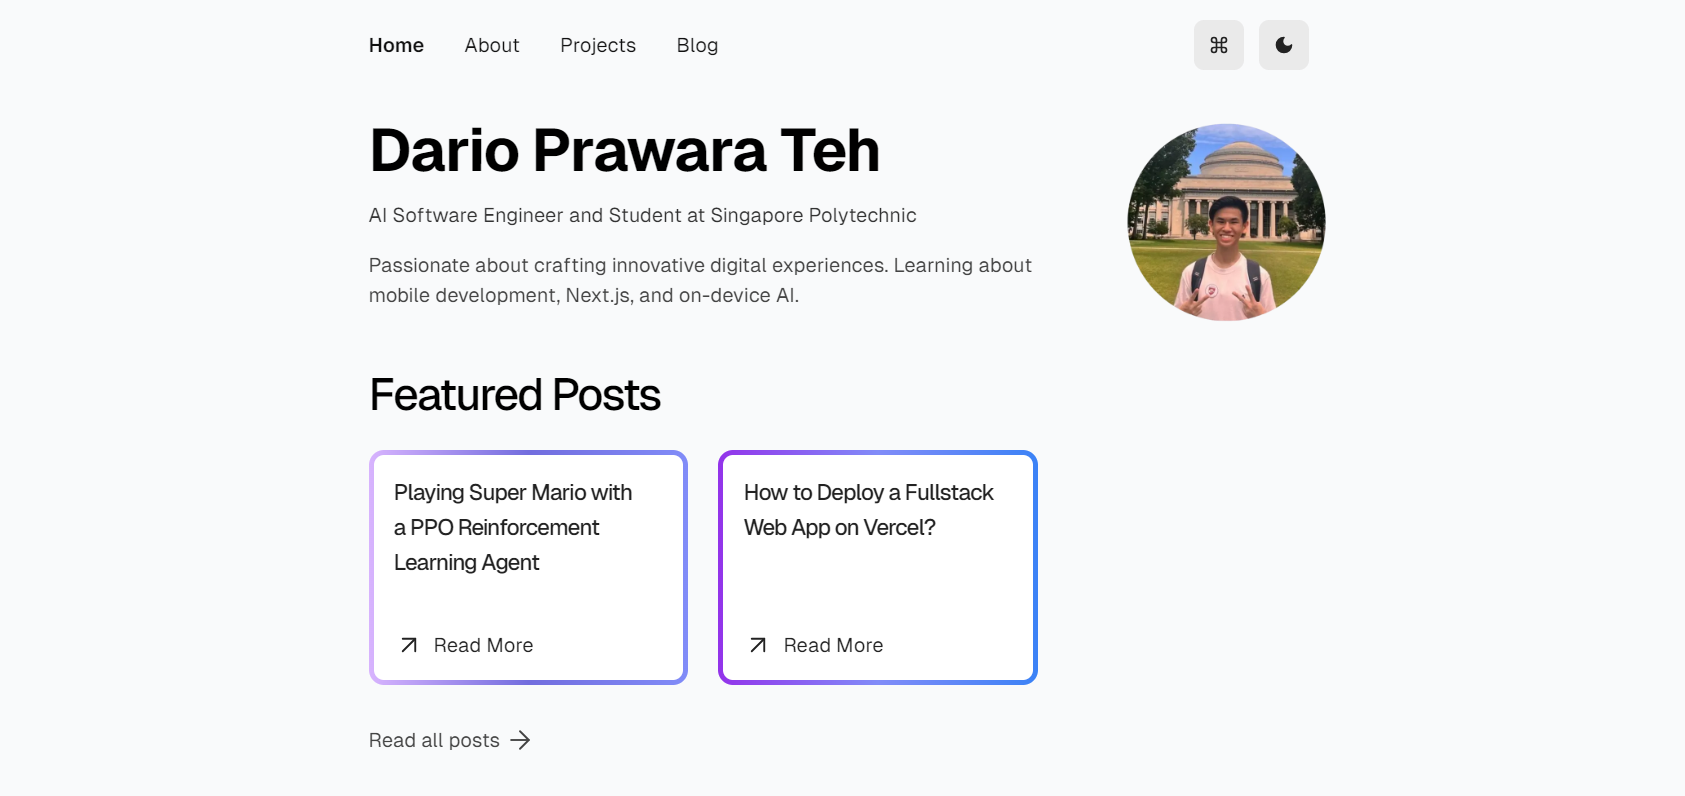 Home About Projects Blog
Dario Prawara Teh
AI Software Engineer and Student at Singapore Polytechnic
Passionate about crafting innovative digital experiences. Learning about
mobile development, Next.js, and on-device AI.
Featured Posts
Playing Super Mario with
a PPO Reinforcement
Learning Agent
Read More
How to Deploy a Fullstack
Web App on Vercel?
Read More
Read all posts